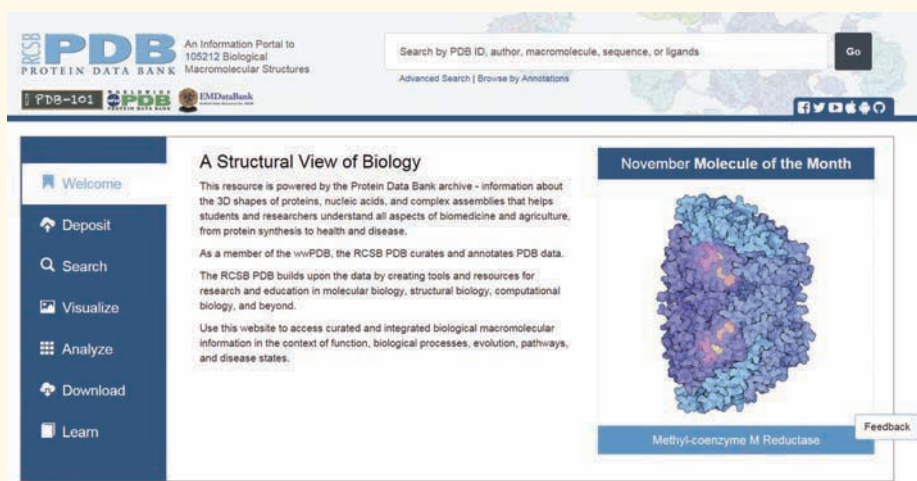 RCSB
PDB
PROTEIN DATA BANK
An Information Portal to
105212 Biological
Macromolecular Structures
Search by PDB ID, author, macromolecule, sequence, or ligands
Go
Advanced Search | Browse by Annotations
PDB-101
WORLDWIDE
PDB
PROTEIN DATA BANK
EMDataBank
A Structural View of Biology
November Molecule of the Month
Welcome
Deposit
Search
Visualize
Analyze
Download
Learn
This resource is powered by the Protein Data Bank archive - information about
the 3D shapes of proteins, nucleic acids, and complex assemblies that helps
students and researchers understand all aspects of biomedicine and agriculture,
from protein synthesis to health and disease.
As a member of the wwPDB, the RCSB PDB curates and annotates PDB data.
The RCSB PDB builds upon the data by creating tools and resources for
research and education in molecular biology, structural biology, computational
biology, and beyond.
Use this website to access curated and integrated biological macromolecular
information in the context of function, biological processes, evolution, pathways,
and disease states.
Feedback
Methyl-coenzyme M Reductase